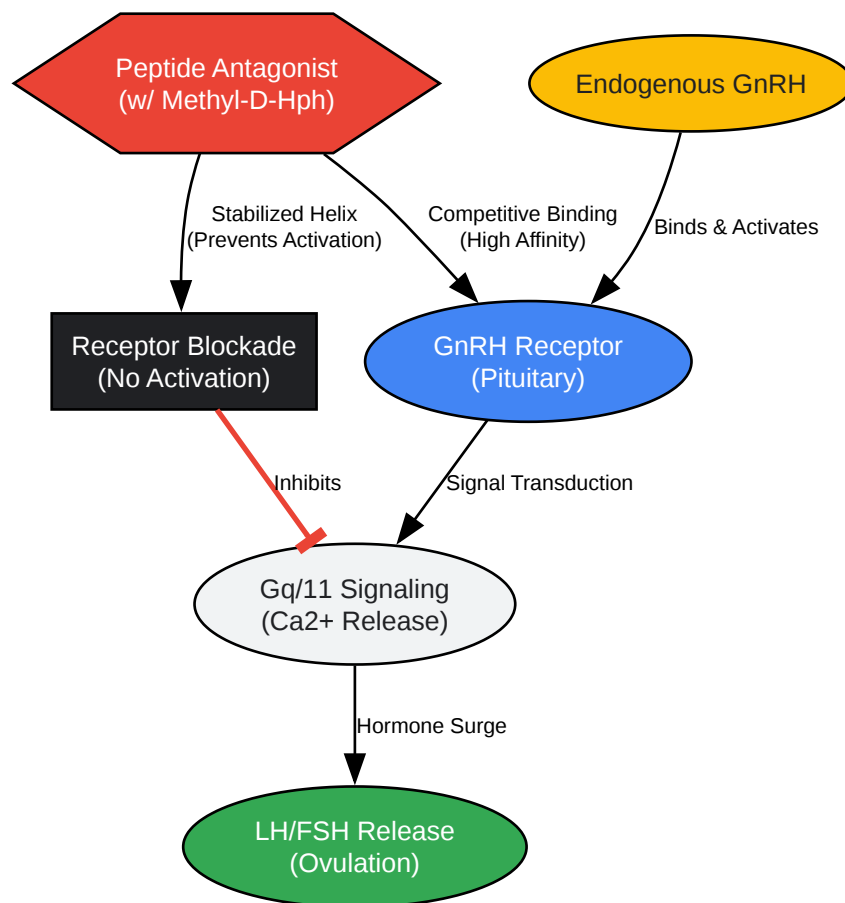 Peptide Antagonist
(w/ Methyl-D-Hph)
Endogenous GnRH
Stabilized Helix
(Prevents Activation)
Competitive Binding
(High Affinity)
Binds & Activates
Receptor Blockade
(No Activation)
GnRH Receptor
(Pituitary)
Inhibits
Signal Transduction
Gq/11 Signaling
(Ca2+ Release)
Hormone Surge
LH/FSH Release
(Ovulation)